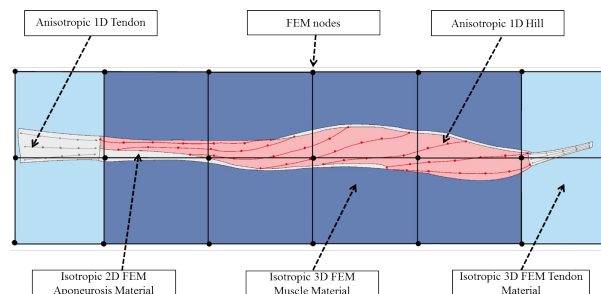 Anisotropic 1D Tendon
FEM nodes
Anisotropic 1D Hill
Isotropic 2D FEM
Aponeurosis Material
Isotropic 3D FEM
Muscle Material
Isotropic 3D FEM Tendon
Material